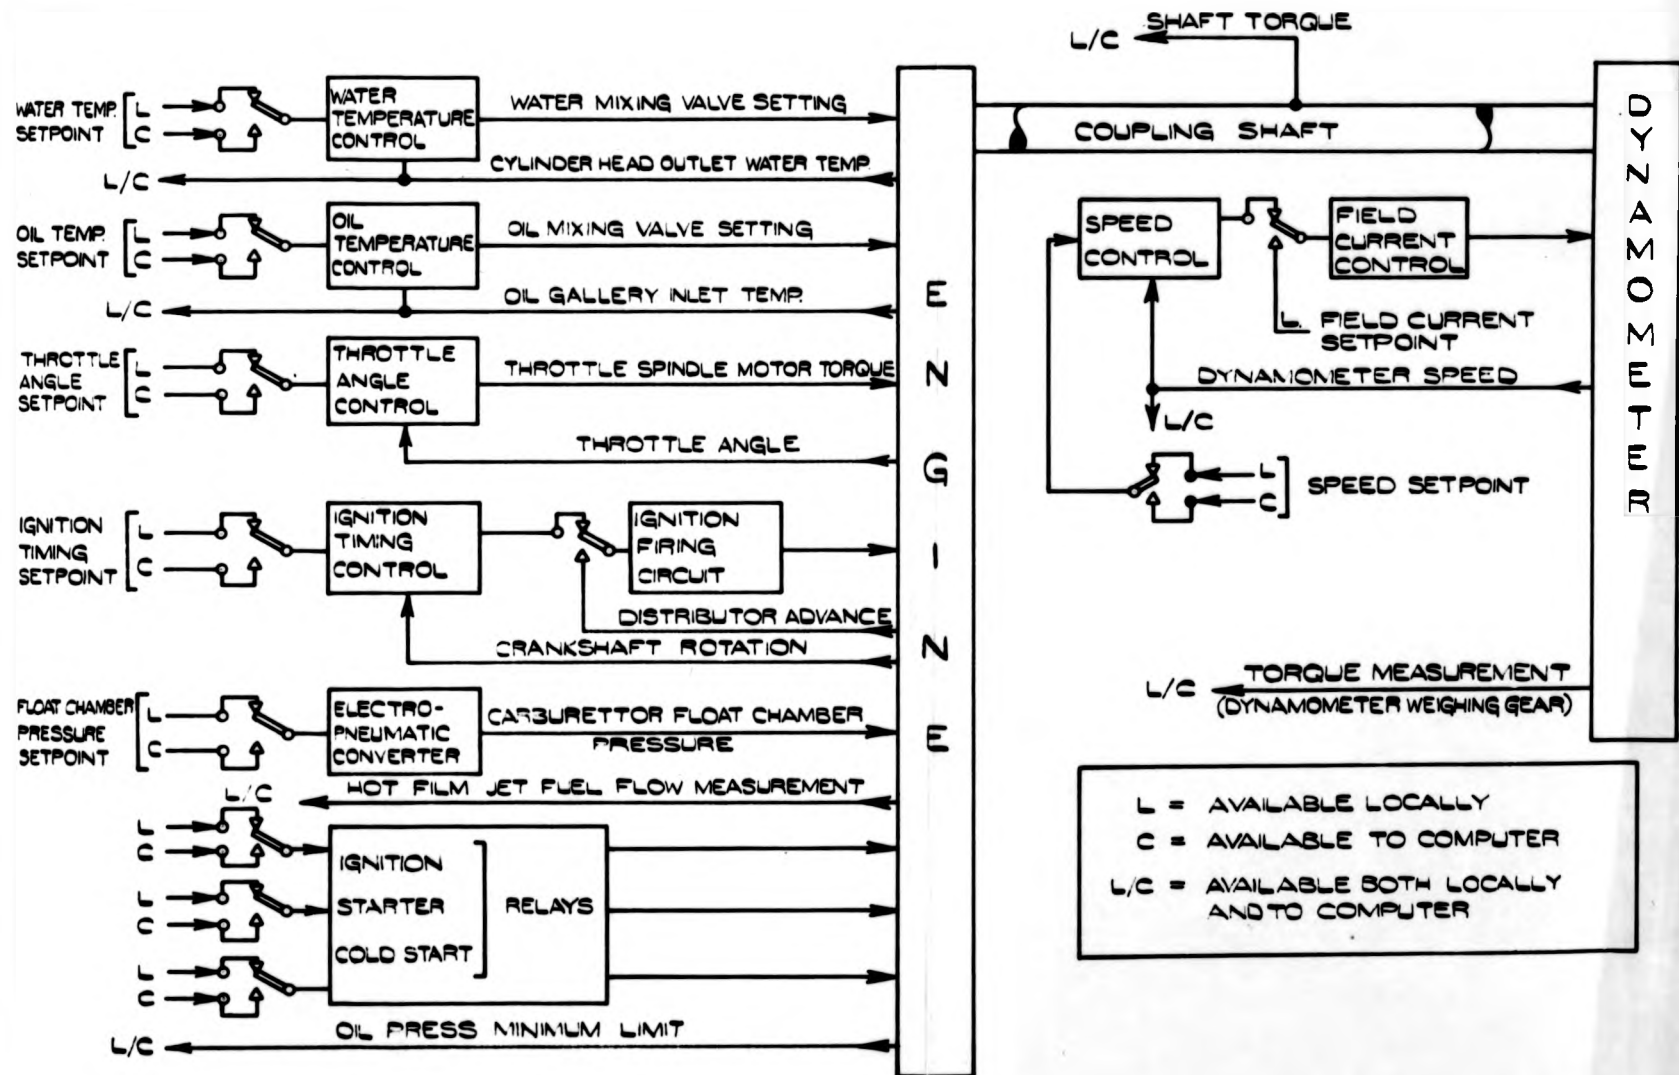 SHAFT TORQUE
L/C
WATER TEMP.
SETPOINT
L
C
WATER
TEMPERATURE
CONTROL
WATER MIXING VALVE SETTING
L/C
CYLINDER HEAD OUTLET WATER TEMP.
OIL TEMP.
SETPOINT
L
C
OIL
TEMPERATURE
CONTROL
OIL MIXING VALVE SETTING
L/C
OIL GALLERY INLET TEMP.
THROTTLE
ANGLE
SETPOINT
L
C
THROTTLE
ANGLE
CONTROL
THROTTLE SPINDLE MOTOR TORQUE
THROTTLE ANGLE
IGNITION
TIMING
SETPOINT
L
C
IGNITION
TIMING
CONTROL
IGNITION
FIRING
CIRCUIT
DISTRIBUTOR ADVANCE
CRANKSHAFT ROTATION
FLOAT CHAMBER
PRESSURE
SETPOINT
L
C
ELECTRO-
PNEUMATIC
CONVERTER
CARBURETTOR FLOAT CHAMBER
PRESSURE
L/C
HOT FILM JET FUEL FLOW MEASUREMENT
L
C
L
C
L
C
IGNITION
STARTER
COLD START
RELAYS
L/C
OIL PRESS MINIMUM LIMIT
ENGINE
COUPLING SHAFT
SPEED
CONTROL
FIELD
CURRENT
CONTROL
L. FIELD CURRENT
SETPOINT
DYNAMOMETER SPEED
L/C
L
C
SPEED SETPOINT
L/C
TORQUE MEASUREMENT
(DYNAMOMETER WEIGHING GEAR)
DYNAMOMETER
L = AVAILABLE LOCALLY
C = AVAILABLE TO COMPUTER
L/C = AVAILABLE BOTH LOCALLY
AND TO COMPUTER